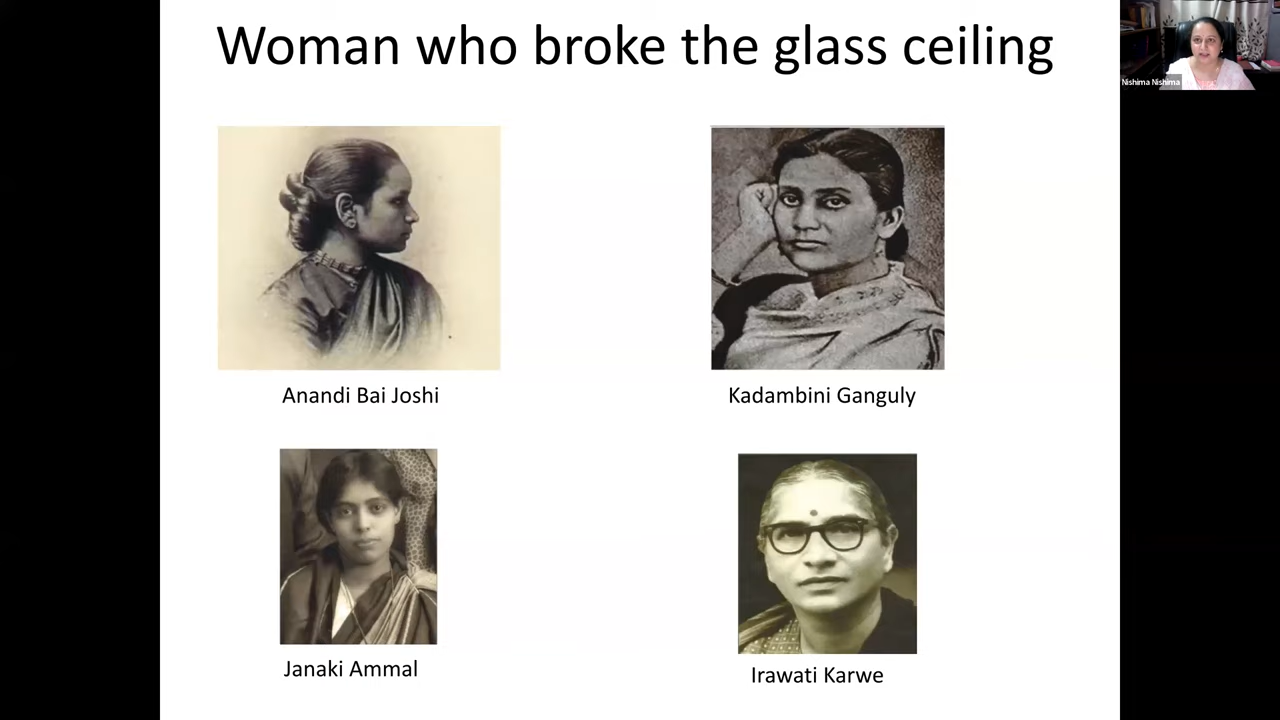 Woman who broke the glass ceiling
Nishima Nishima
Anandi Bai Joshi
Kadambini Ganguly
Janaki Ammal
Irawati Karwe